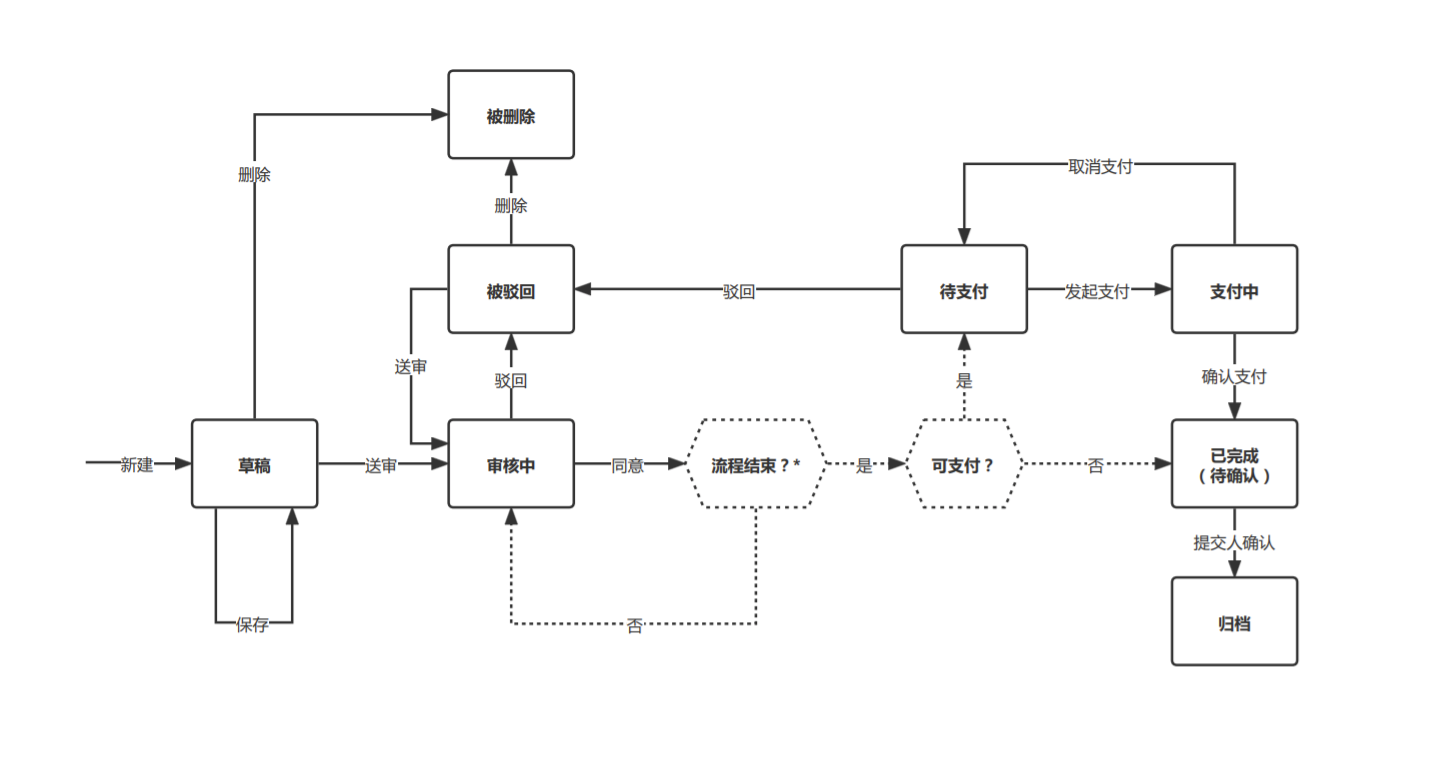 被删除
删除
取消支付
删除
被驳回
驳回
待支付
发起支付
支付中
送审
驳回
是
确认支付
新建
草稿
送审
审核中
同意
流程结束？*
是
可支付？
否
已完成
（待确认）
提交人确认
保存
否
归档